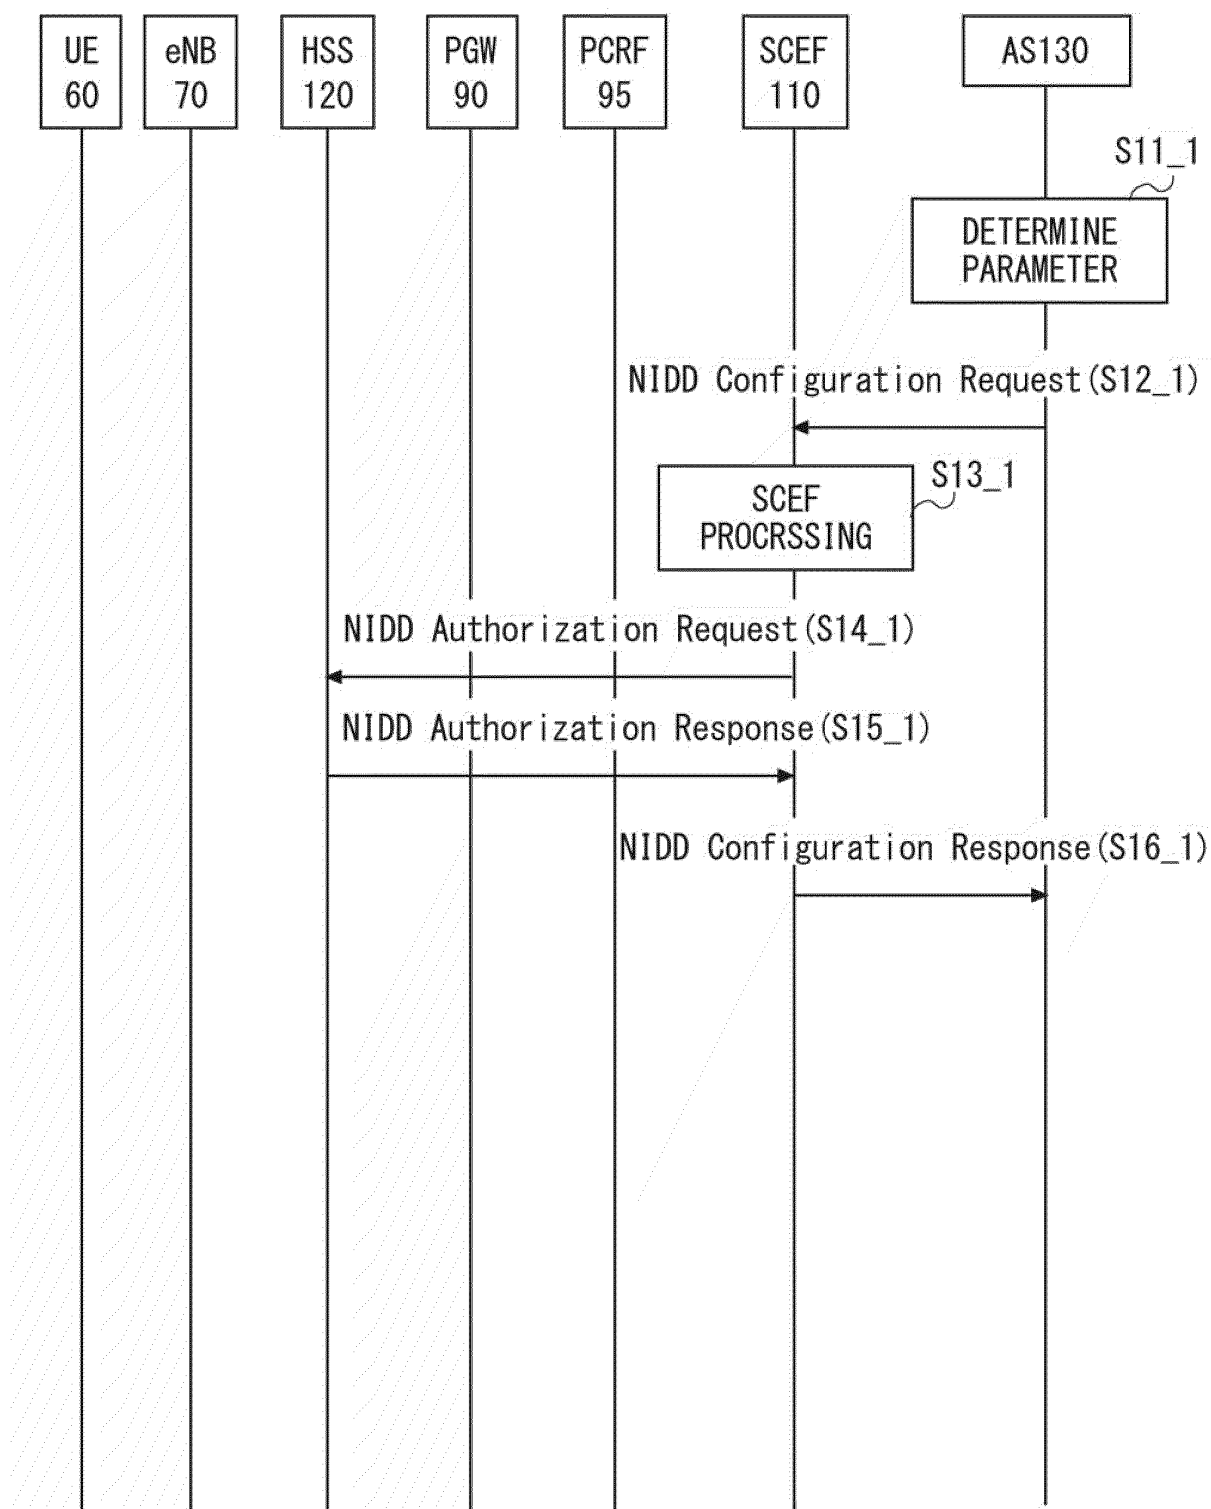 UE
60
eNB
70
HSS
120
PGW
90
PCRF
95
SCEF
110
AS130
S11_1
DETERMINE
PARAMETER
NIDD Configuration Request(S12_1)
S13_1
SCEF
PROCRSSING
NIDD Authorization Request(S14_1)
NIDD Authorization Response(S15_1)
NIDD Configuration Response(S16_1)